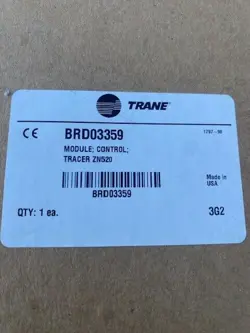 TRANE®
CE BRD03359
MODULE; CONTROL;
TRACER ZN520
Made in
USA
BRD03359
QTY: 1 ea.
3G2